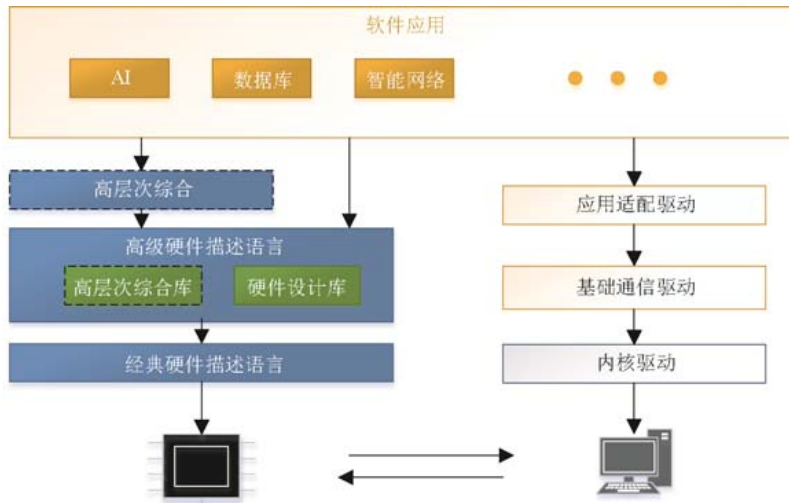 软件应用
AI
数据库
智能网络
高层次综合
应用适配驱动
高级硬件描述语言
高层次综合库
硬件设计库
基础通信驱动
经典硬件描述语言
内核驱动